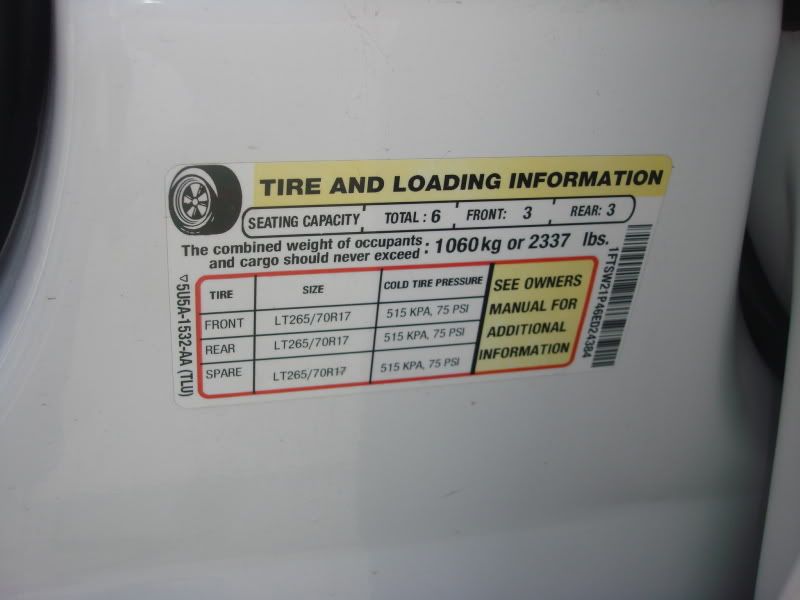 TIRE AND LOADING INFORMATION
SEATING CAPACITY TOTAL : 6 FRONT: 3 REAR: 3
The combined weight of occupants and cargo should never exceed : 1060 kg or 2337 lbs.
TIRE SIZE COLD TIRE PRESSURE
FRONT LT265/70R17 515 KPA, 75 PSI
REAR LT265/70R17 515 KPA, 75 PSI
SPARE LT265/70R17 515 KPA, 75 PSI
SEE OWNERS
MANUAL FOR
ADDITIONAL
INFORMATION
5U5A-1532-AA (TLU)
1FTSW21P46ED24384